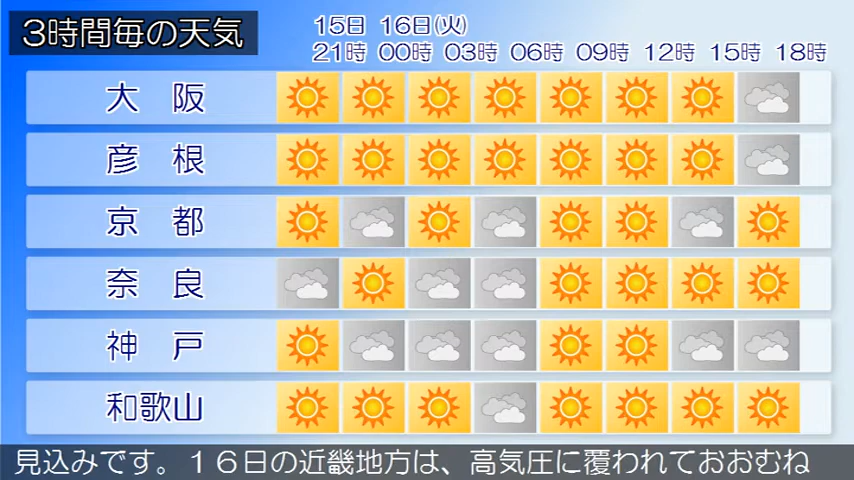 3時間毎の天気
15日 16日(火)
21時 00時 03時 06時 09時 12時 15時 18時
大阪
彦根
京都
奈良
神戸
和歌山
見込みです。１６日の近畿地方は、高気圧に覆われておおむね